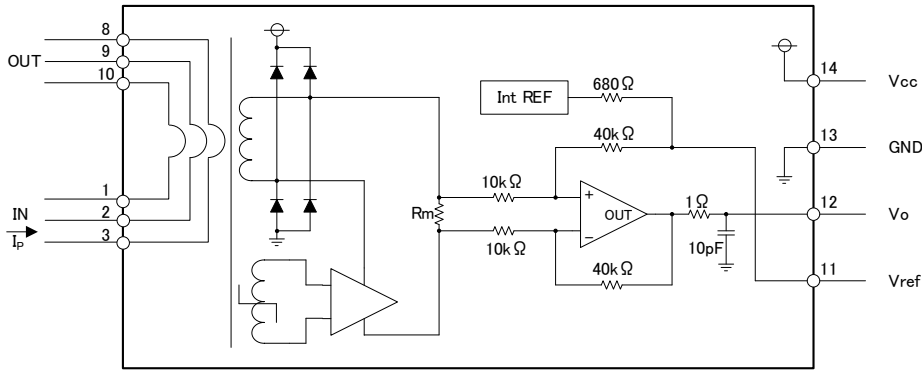 8
OUT
9
10
1
IN
2
I_P
3
Int REF
680Ω
40kΩ
10kΩ
Rm
10kΩ
+
OUT
−
40kΩ
1Ω
10pF
14
Vcc
13
GND
12
Vo
11
Vref